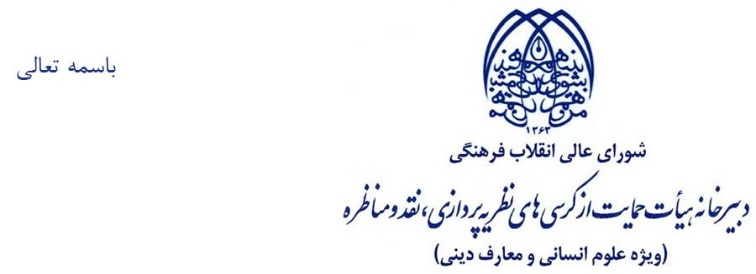 باسمه تعالی
۱۳۶۳
شورای عالی انقلاب فرهنگی
دبیرخانه هیأت حمایت از کرسی های نظریه پردازی، نقد و مناظره
(ویژه علوم انسانی و معارف دینی)